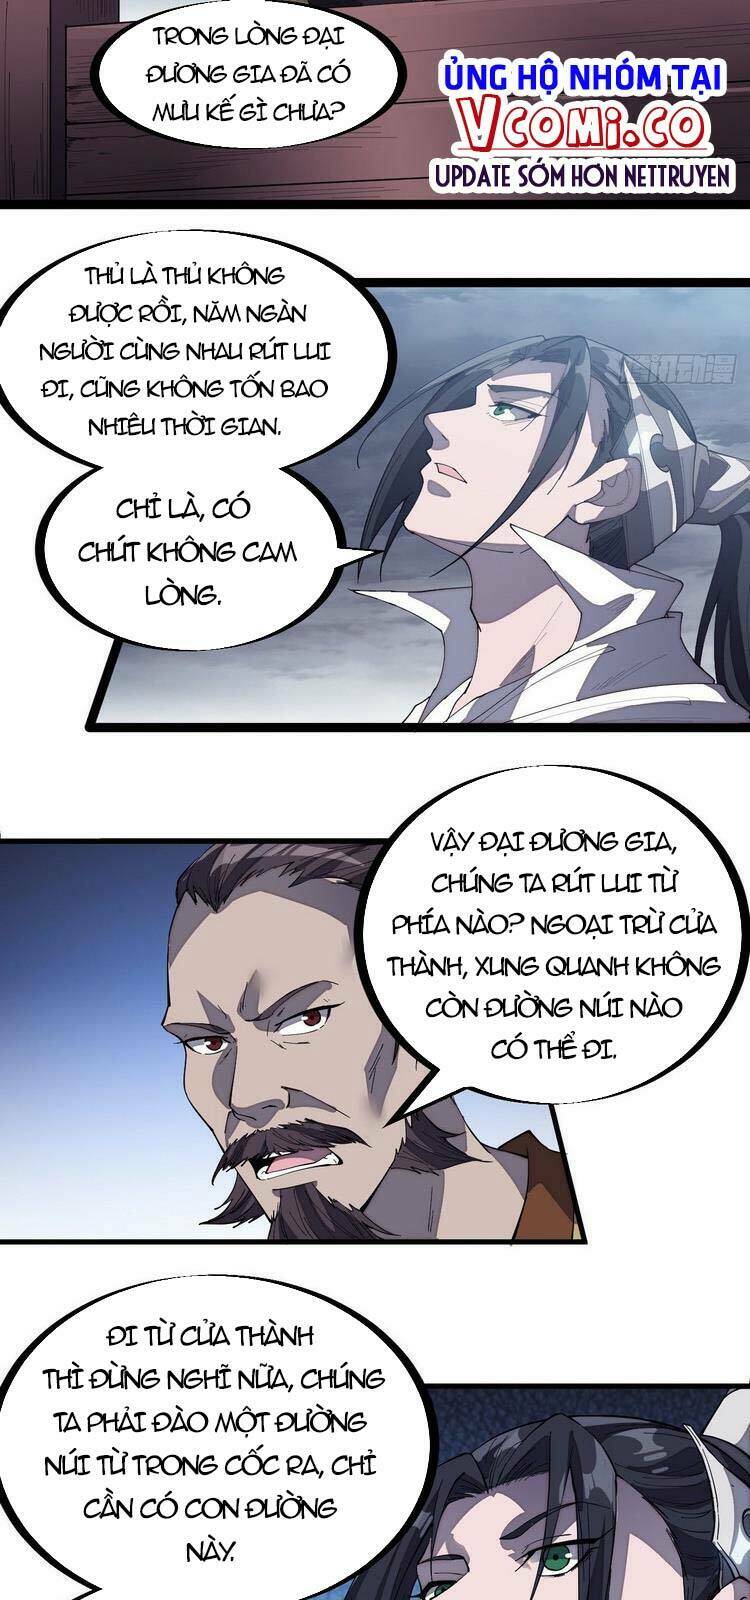 TRONG LÒNG ĐẠI
ĐƯƠNG GIA ĐÃ CÓ
MƯU KẾ GÌ CHƯA?
ỦNG HỘ NHÓM TẠI
VCOMI.CO
UPDATE SỚM HƠN NETTRUYEN
THỦ LÀ THỦ KHÔNG
ĐƯỢC RỒI, NĂM NGÀN
NGƯỜI CÙNG NHAU RÚT LUI
ĐI, CŨNG KHÔNG TỐN BAO
NHIÊU THỜI GIAN.
CHỈ LÀ, CÓ
CHÚT KHÔNG CAM
LÒNG.
VẬY ĐẠI ĐƯƠNG GIA,
CHÚNG TA RÚT LUI TỪ
PHÍA NÀO? NGOẠI TRỪ CỬA
THÀNH, XUNG QUANH KHÔNG
CÒN ĐƯỜNG NÚI NÀO
CÓ THỂ ĐI.
ĐI TỪ CỬA THÀNH
THÌ ĐỪNG NGHĨ NỮA, CHÚNG
TA PHẢI ĐÀO MỘT ĐƯỜNG
NÚI TỪ TRONG CỐC RA, CHỈ
CẦN CÓ CON ĐƯỜNG
NÀY.